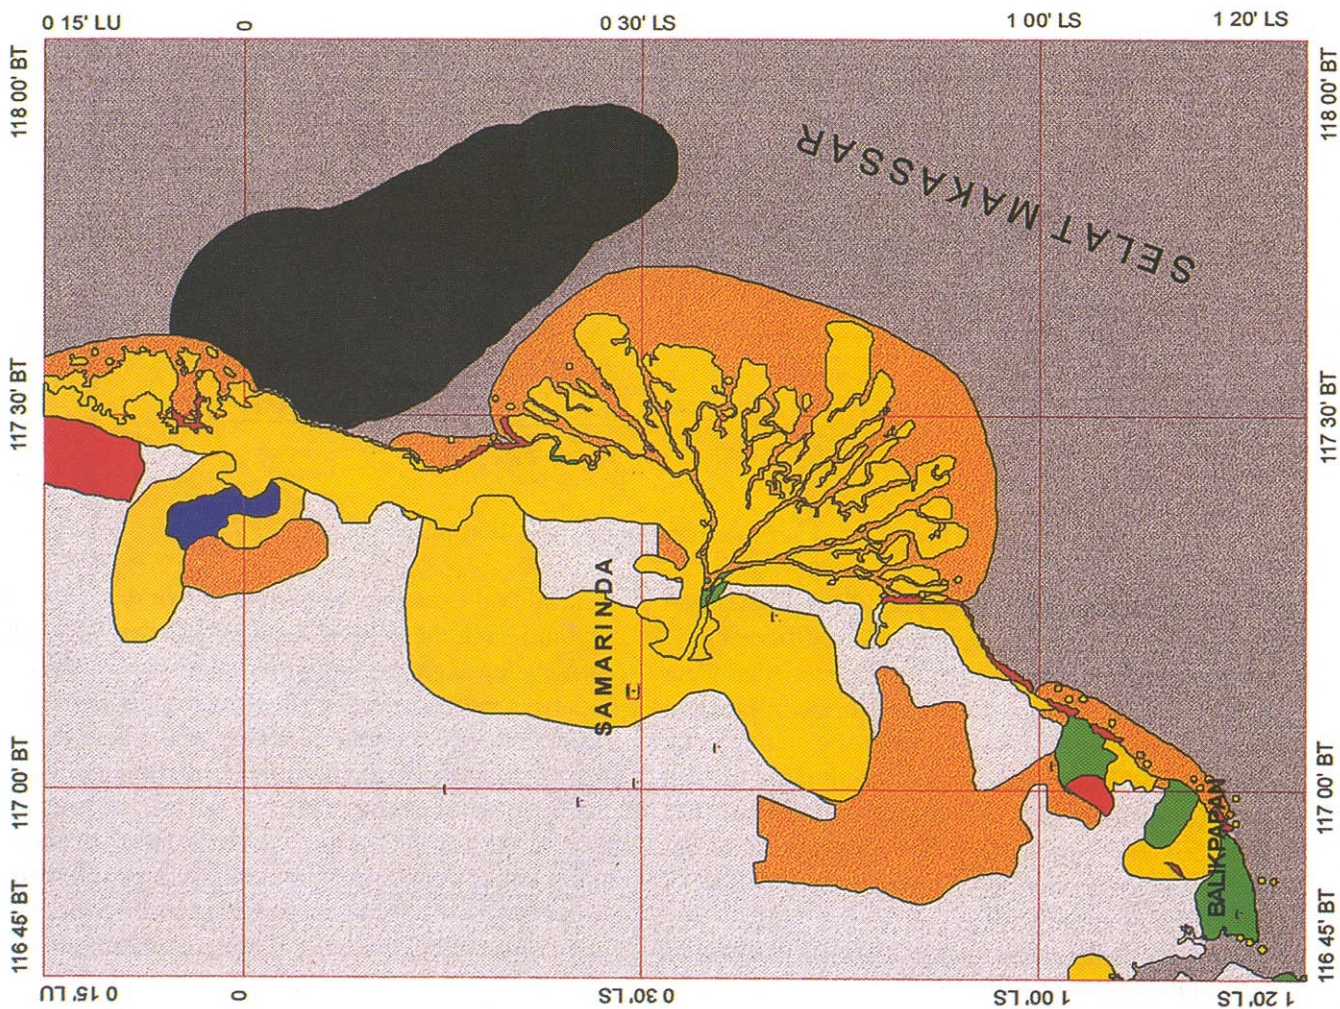 0 15' LU
0
0 30' LS
1 00' LS
1 20' LS
118 00' BT
118 00' BT
SELAT MAKASSAR
117 30' BT
117 30' BT
SAMARINDA
117 00' BT
117 00' BT
BALIKPAPAN
116 45' BT
116 45' BT
0 15' LU
0
0 30' LS
1 00' LS
1 20' LS